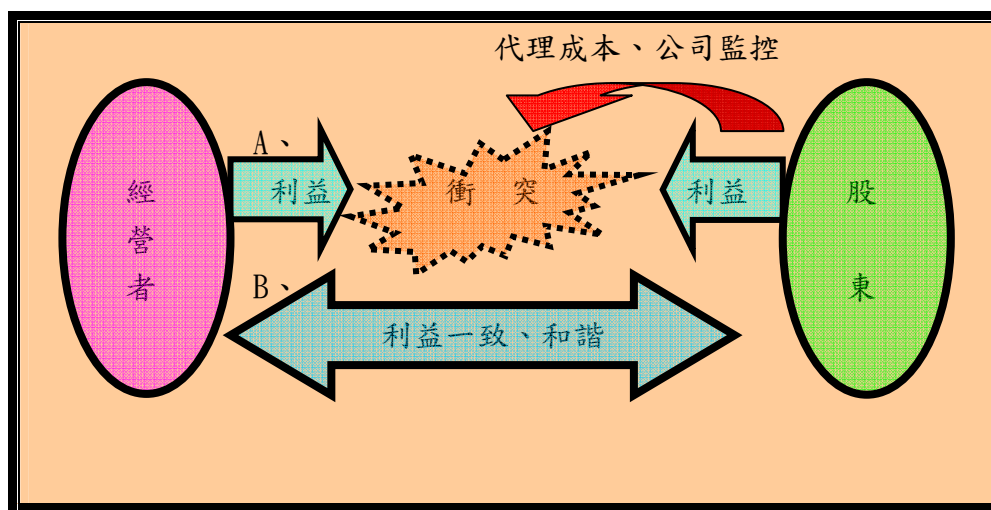 代理成本、公司監控
A、
利益
衝 突
利益
經
營
者
股
東
B、
利益一致、和諧